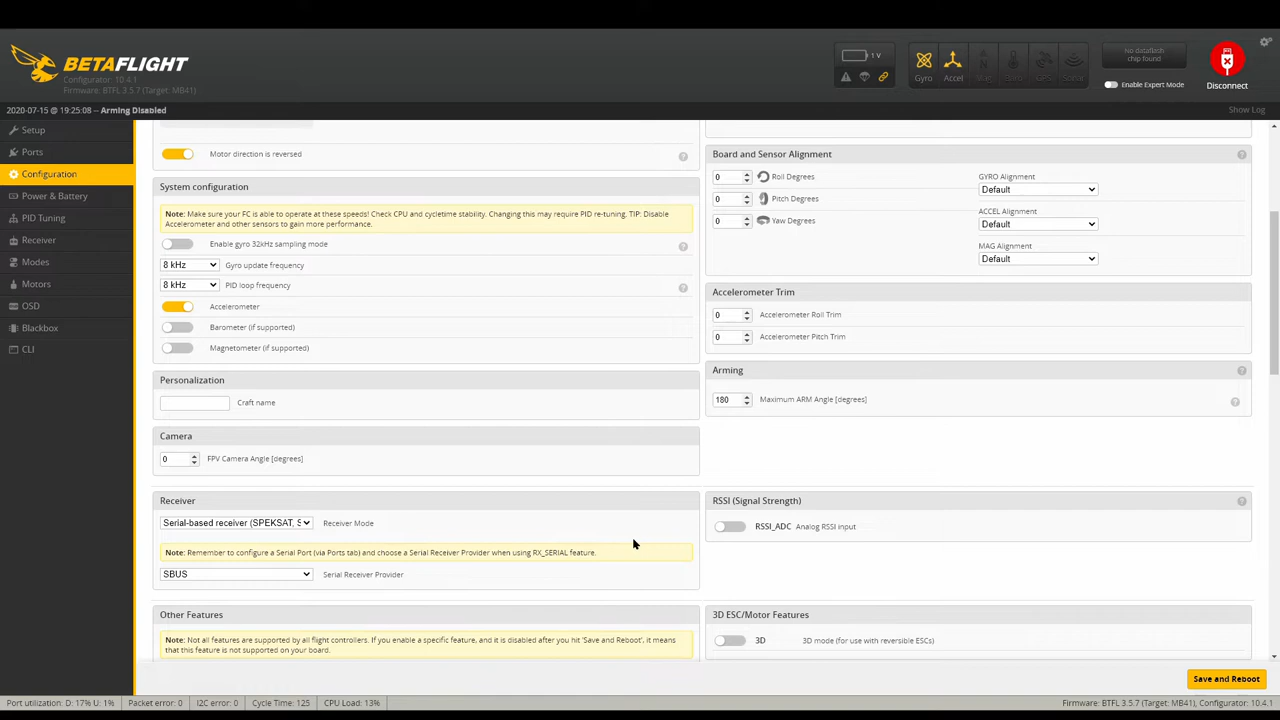 BETAFLIGHT
Configurator: 10.4.1
Firmware: BTFL 3.5.7 (Target: MB41)
1 V
Gyro
Accel
Mag
Baro
GPS
Sonar
No dataflash
chip found
Enable Expert Mode
Disconnect
2020-07-15 @ 19:25:08 -- Arming Disabled
Show Log
Setup
Ports
Configuration
Power & Battery
PID Tuning
Receiver
Modes
Motors
OSD
Blackbox
CLI
Motor direction is reversed
System configuration
Note: Make sure your FC is able to operate at these speeds! Check CPU and cycletime stability. Changing this may require PID re-tuning. TIP: Disable
Accelerometer and other sensors to gain more performance.
Enable gyro 32kHz sampling mode
8 kHz Gyro update frequency
8 kHz PID loop frequency
Accelerometer
Barometer (if supported)
Magnetometer (if supported)
Personalization
Craft name
Camera
0 FPV Camera Angle [degrees]
Receiver
Serial-based receiver (SPEKSAT, S Receiver Mode
Note: Remember to configure a Serial Port (via Ports tab) and choose a Serial Receiver Provider when using RX_SERIAL feature.
SBUS Serial Receiver Provider
Other Features
Note: Not all features are supported by all flight controllers. If you enable a specific feature, and it is disabled after you hit 'Save and Reboot', it means
that this feature is not supported on your board.
Board and Sensor Alignment
0 Roll Degrees
0 Pitch Degrees
0 Yaw Degrees
GYRO Alignment
Default
ACCEL Alignment
Default
MAG Alignment
Default
Accelerometer Trim
0 Accelerometer Roll Trim
0 Accelerometer Pitch Trim
Arming
180 Maximum ARM Angle [degrees]
RSSI (Signal Strength)
RSSI_ADC Analog RSSI input
3D ESC/Motor Features
3D 3D mode (for use with reversible ESCs)
Save and Reboot
Port utilization: D: 17% U: 1% Packet error: 0 I2C error: 0 Cycle Time: 125 CPU Load: 13% Firmware: BTFL 3.5.7 (Target: MB41), Configurator: 10.4.1